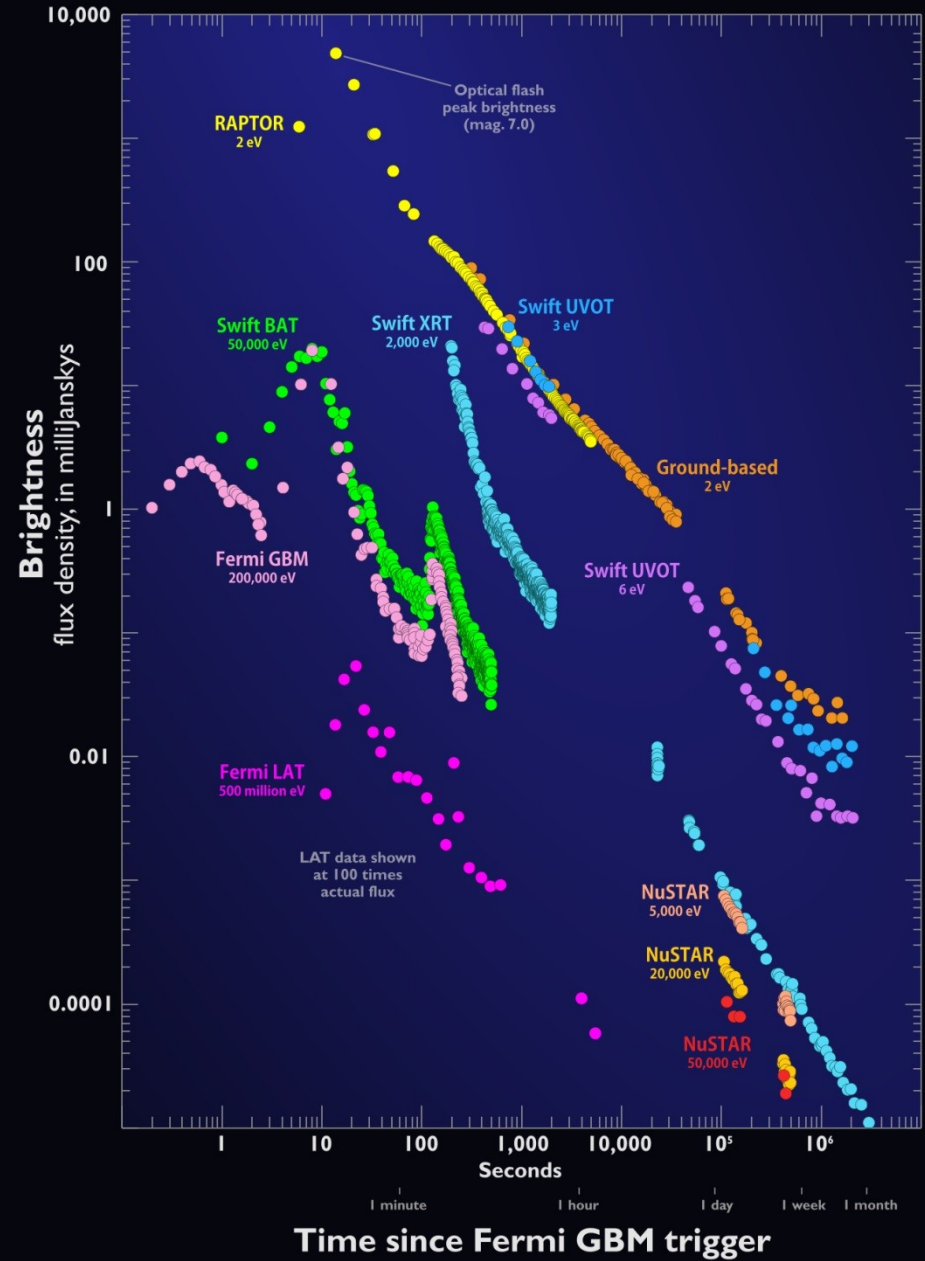 10,000
Optical flash
peak brightness
(mag. 7.0)
RAPTOR
2 eV
100
Swift UVOT
3 eV
Swift XRT
2,000 eV
Swift BAT
50,000 eV
Brightness
flux density, in milliJanskys
Ground-based
2 eV
1
Fermi GBM
200,000 eV
Swift UVOT
6 eV
0.01
Fermi LAT
500 million eV
LAT data shown
at 100 times
actual flux
NuSTAR
5,000 eV
NuSTAR
20,000 eV
0.0001
NuSTAR
50,000 eV
1 10 100 1,000 10,000 10⁵ 10⁶
Seconds
1 minute 1 hour 1 day 1 week 1 month
Time since Fermi GBM trigger